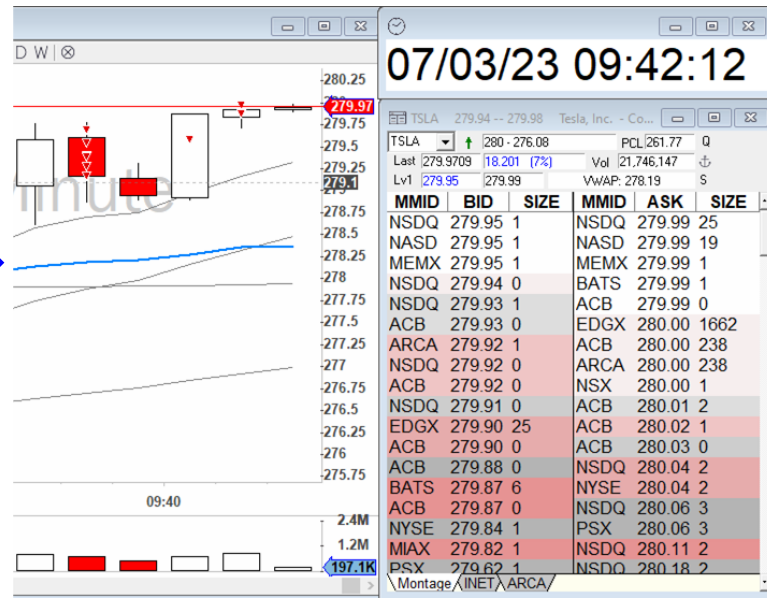 D W
280.25
279.97
279.75
279.5
279.25
279.1
278.75
278.5
278.25
278
277.75
277.5
277.25
277
276.75
276.5
276.25
276
275.75
09:40
2.4M
1.2M
197.1K
07/03/23 09:42:12
TSLA 279.94 -- 279.98 Tesla, Inc. - Co...
TSLA 280 - 276.08 PCL 261.77 Q
Last 279.9709 18.201 (7%) Vol 21,746,147
Lv1 279.95 279.99 VWAP: 278.19 S
MMID BID SIZE MMID ASK SIZE
NSDQ 279.95 1 NSDQ 279.99 25
NASD 279.95 1 NASD 279.99 19
MEMX 279.95 1 MEMX 279.99 1
NSDQ 279.94 0 BATS 279.99 1
NSDQ 279.93 1 ACB 279.99 0
ACB 279.93 0 EDGX 280.00 1662
ARCA 279.92 1 ACB 280.00 238
NSDQ 279.92 0 ARCA 280.00 238
ACB 279.92 0 NSX 280.00 1
NSDQ 279.91 0 ACB 280.01 2
EDGX 279.90 25 ACB 280.02 1
ACB 279.90 0 ACB 280.03 0
ACB 279.88 0 NSDQ 280.04 2
BATS 279.87 6 NYSE 280.04 2
ACB 279.87 0 NSDQ 280.06 3
NYSE 279.84 1 PSX 280.06 3
MIAX 279.82 1 NSDQ 280.11 2
PSX 279.62 1 NSDQ 280.18 2
Montage INET ARCA